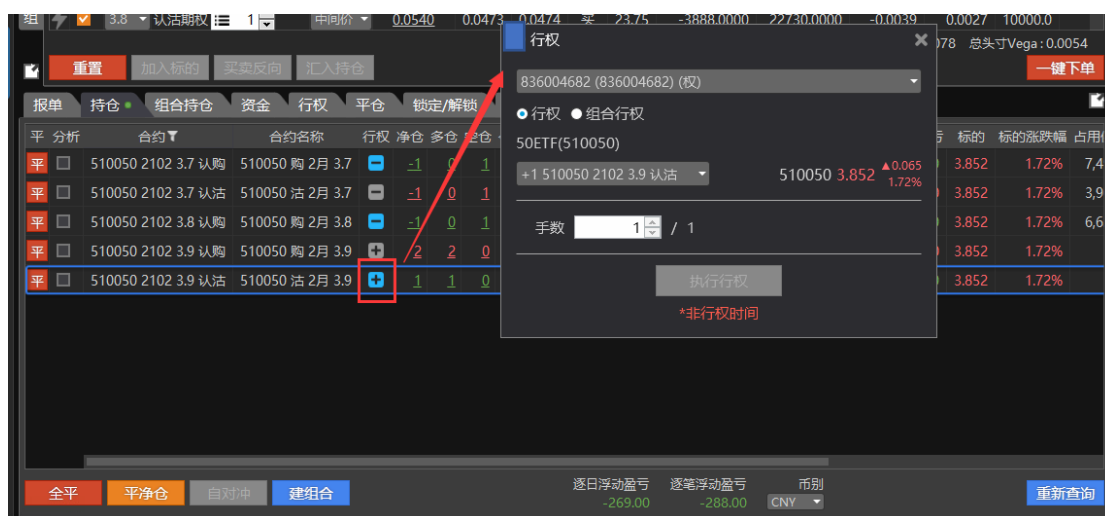 组 3.8 认沽期权 1 中间价 0.0540 0.0473 0.0474 买 23.75 -3888.0000 22730.0000 -0.0039 0.0027 10000.0
行权
078 总头寸Vega : 0.0054
重置 加入标的 买卖反向 汇入持仓 一键下单
836004682 (836004682) (权)
报单 持仓 组合持仓 资金 行权 平仓 锁定/解锁
行权 组合行权
平 分析 合约 合约名称 行权 净仓 多仓 空仓 标的 标的涨跌幅
50ETF(510050)
平 510050 2102 3.7 认购 510050 购 2月 3.7 -1 0 1 3.852 1.72% 7,4
+1 510050 2102 3.9 认沽 510050 3.852 ▲0.065 1.72%
平 510050 2102 3.7 认沽 510050 沽 2月 3.7 -1 0 1 3.852 1.72% 3,9
平 510050 2102 3.8 认购 510050 购 2月 3.8 -1 0 1 3.852 1.72% 6,6
手数 1 / 1
平 510050 2102 3.9 认购 510050 购 2月 3.9 2 2 0 3.852 1.72%
平 510050 2102 3.9 认沽 510050 沽 2月 3.9 1 1 0 3.852 1.72%
执行行权
*非行权时间
全平 平净仓 自对冲 建组合 逐日浮动盈亏 逐笔浮动盈亏 币别 重新查询
-269.00 -288.00 CNY